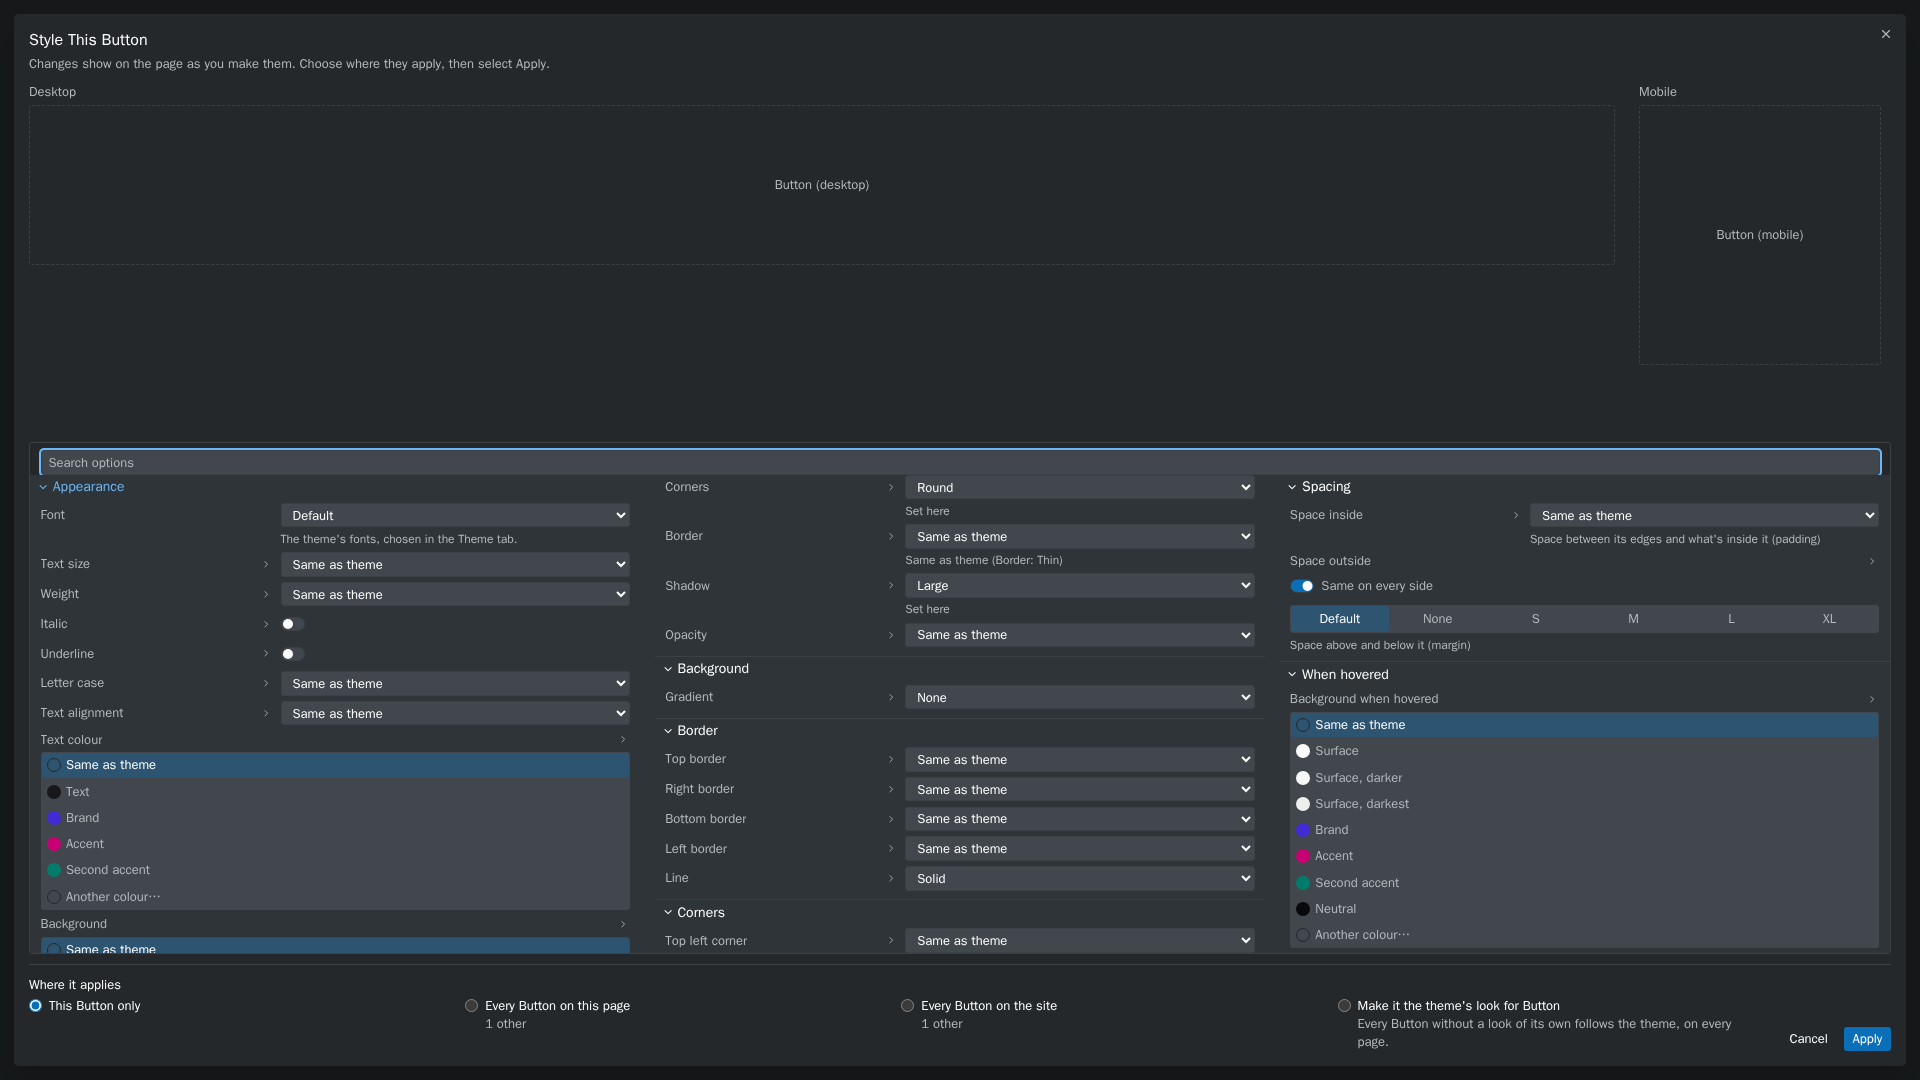 Style This Button
Changes show on the page as you make them. Choose where they apply, then select Apply.
Desktop
Mobile
Button (desktop)
Button (mobile)
Search options
Appearance
Font
Default
The theme's fonts, chosen in the Theme tab.
Text size
Same as theme
Weight
Same as theme
Italic
Underline
Letter case
Same as theme
Text alignment
Same as theme
Text colour
Same as theme
Text
Brand
Accent
Second accent
Another colour···
Background
Same as theme
Corners
Round
Set here
Border
Same as theme
Same as theme (Border: Thin)
Shadow
Large
Set here
Opacity
Same as theme
Background
Gradient
None
Border
Top border
Same as theme
Right border
Same as theme
Bottom border
Same as theme
Left border
Same as theme
Line
Solid
Corners
Top left corner
Same as theme
Spacing
Space inside
Same as theme
Space between its edges and what's inside it (padding)
Space outside
Same on every side
Default None S M L XL
Space above and below it (margin)
When hovered
Background when hovered
Same as theme
Surface
Surface, darker
Surface, darkest
Brand
Accent
Second accent
Neutral
Another colour···
Where it applies
This Button only
Every Button on this page
1 other
Every Button on the site
1 other
Make it the theme's look for Button
Every Button without a look of its own follows the theme, on every
page.
Cancel
Apply